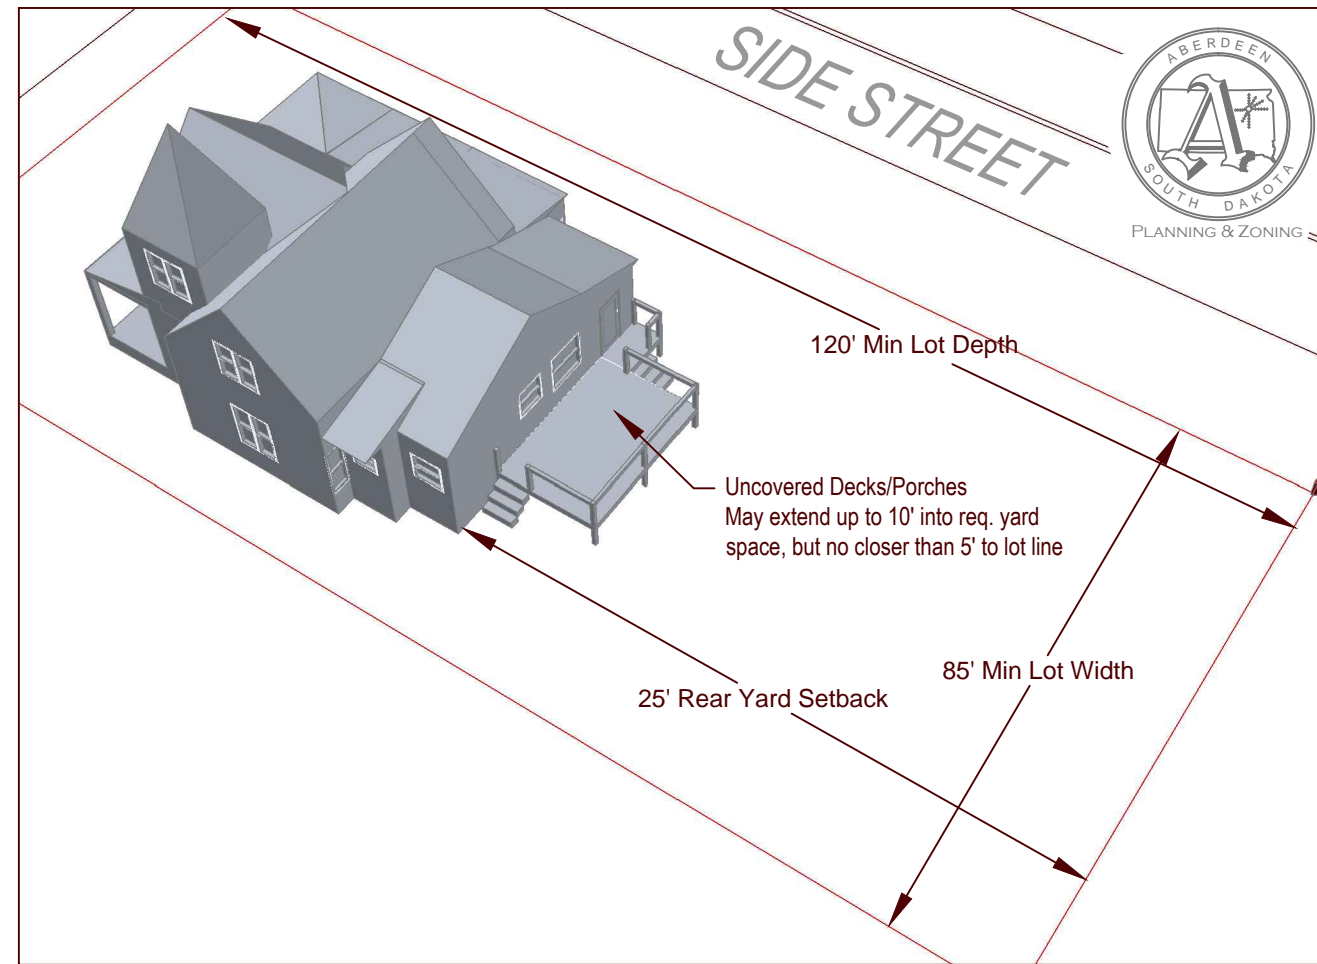 SIDE STREET
ABERDEEN
SOUTH DAKOTA
PLANNING & ZONING
120' Min Lot Depth
Uncovered Decks/Porches
May extend up to 10' into req. yard
space, but no closer than 5' to lot line
85' Min Lot Width
25' Rear Yard Setback